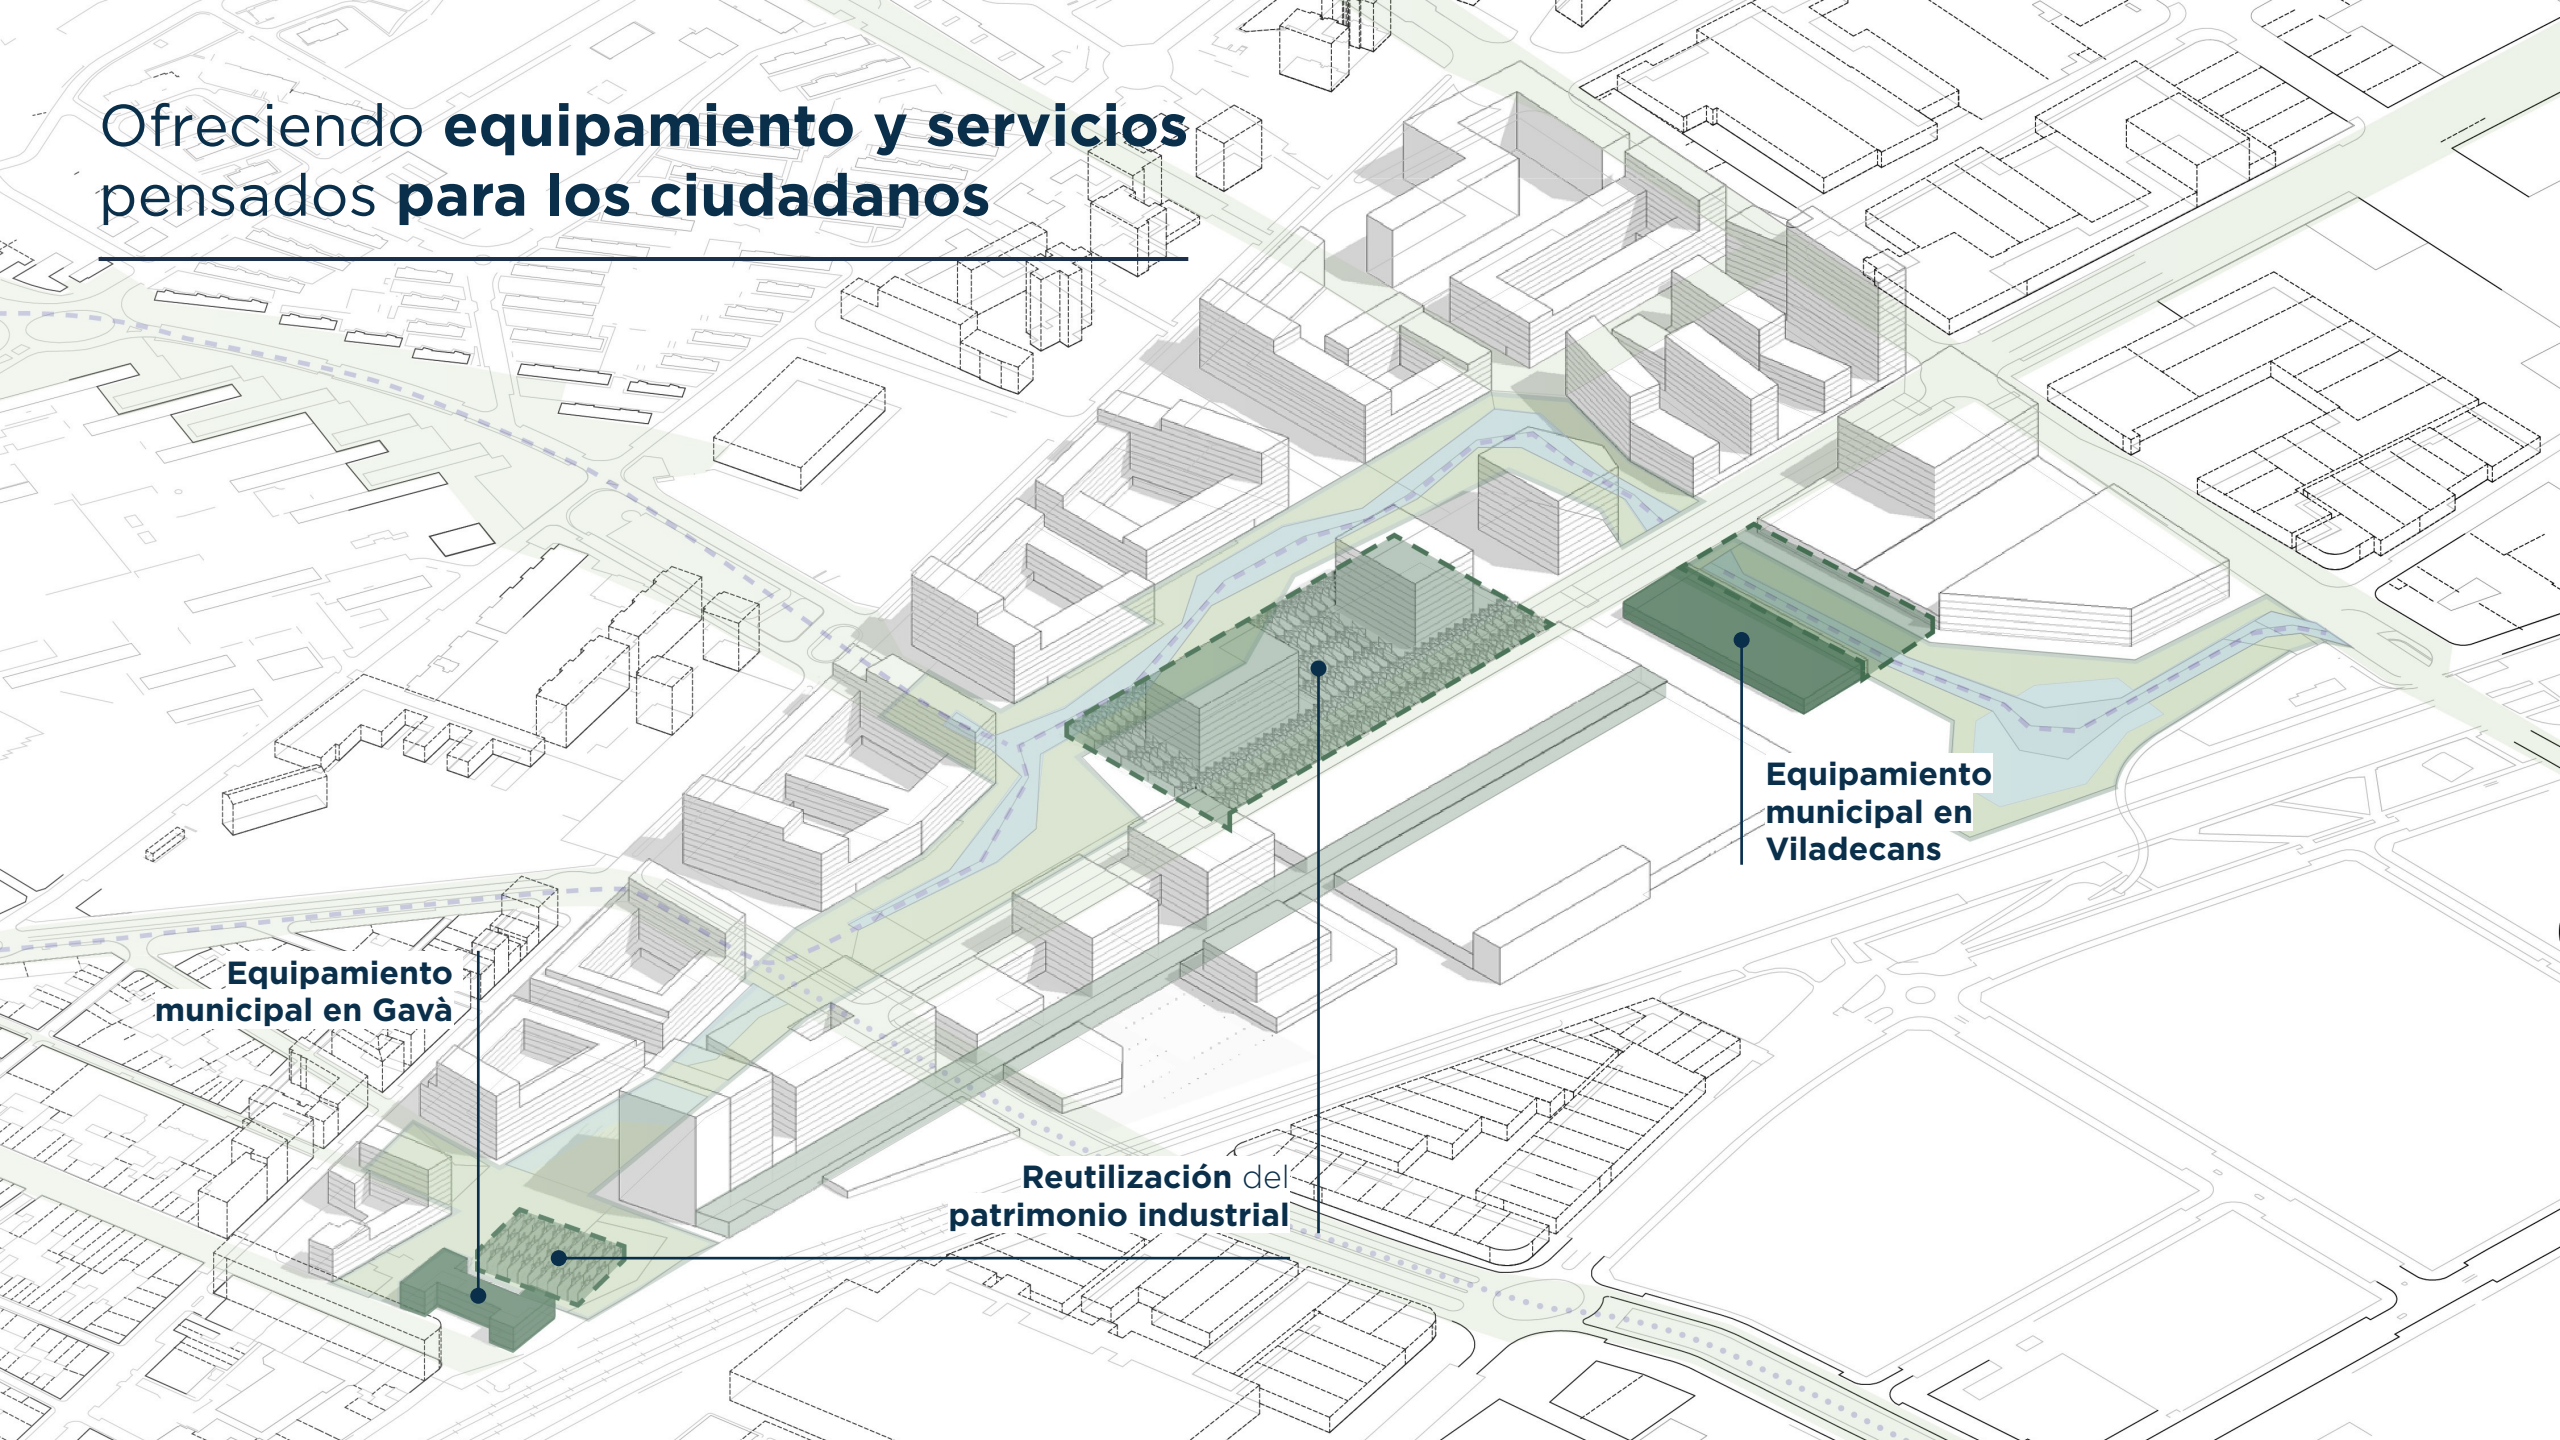 Ofreciendo equipamiento y servicios
pensados para los ciudadanos
Equipamiento
municipal en
Viladecans
Equipamiento
municipal en Gavà
Reutilización del
patrimonio industrial